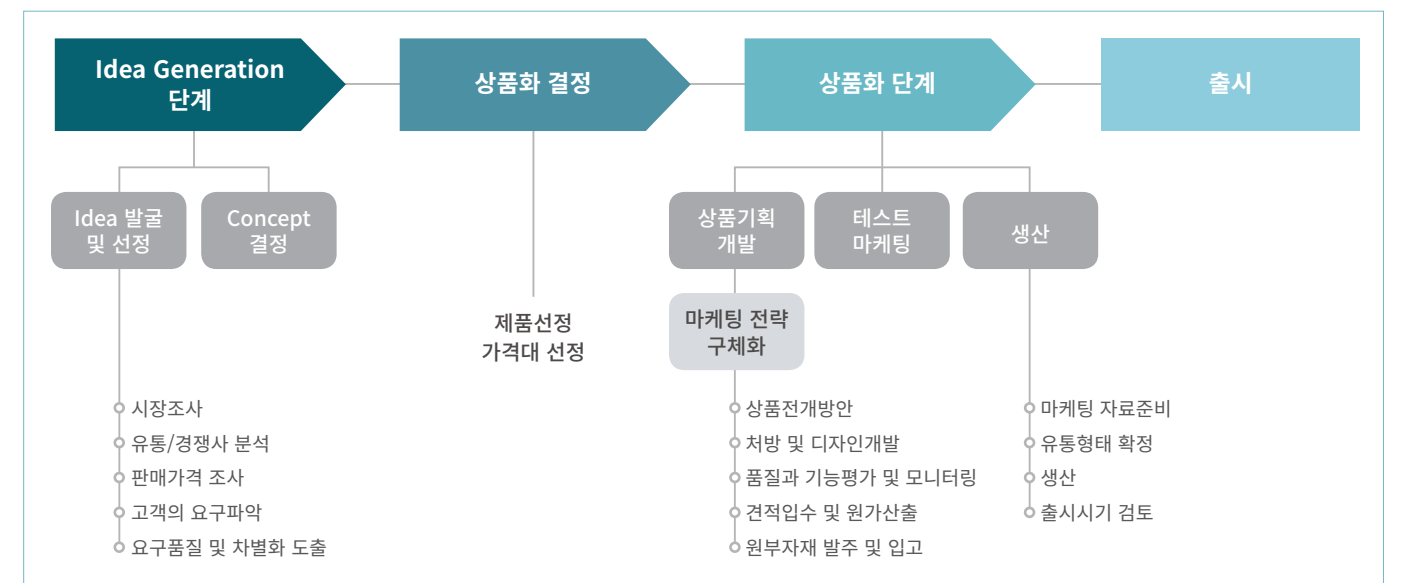 Idea Generation
단계
상품화 결정
상품화 단계
출시
Idea 발굴
및 선정
Concept
결정
상품기획
개발
테스트
마케팅
생산
제품선정
가격대 선정
마케팅 전략
구체화
시장조사
유통/경쟁사 분석
판매가격 조사
고객의 요구파악
요구품질 및 차별화 도출
상품전개방안
처방 및 디자인개발
품질과 기능평가 및 모니터링
견적입수 및 원가산출
원부자재 발주 및 입고
마케팅 자료준비
유통형태 확정
생산
출시시기 검토